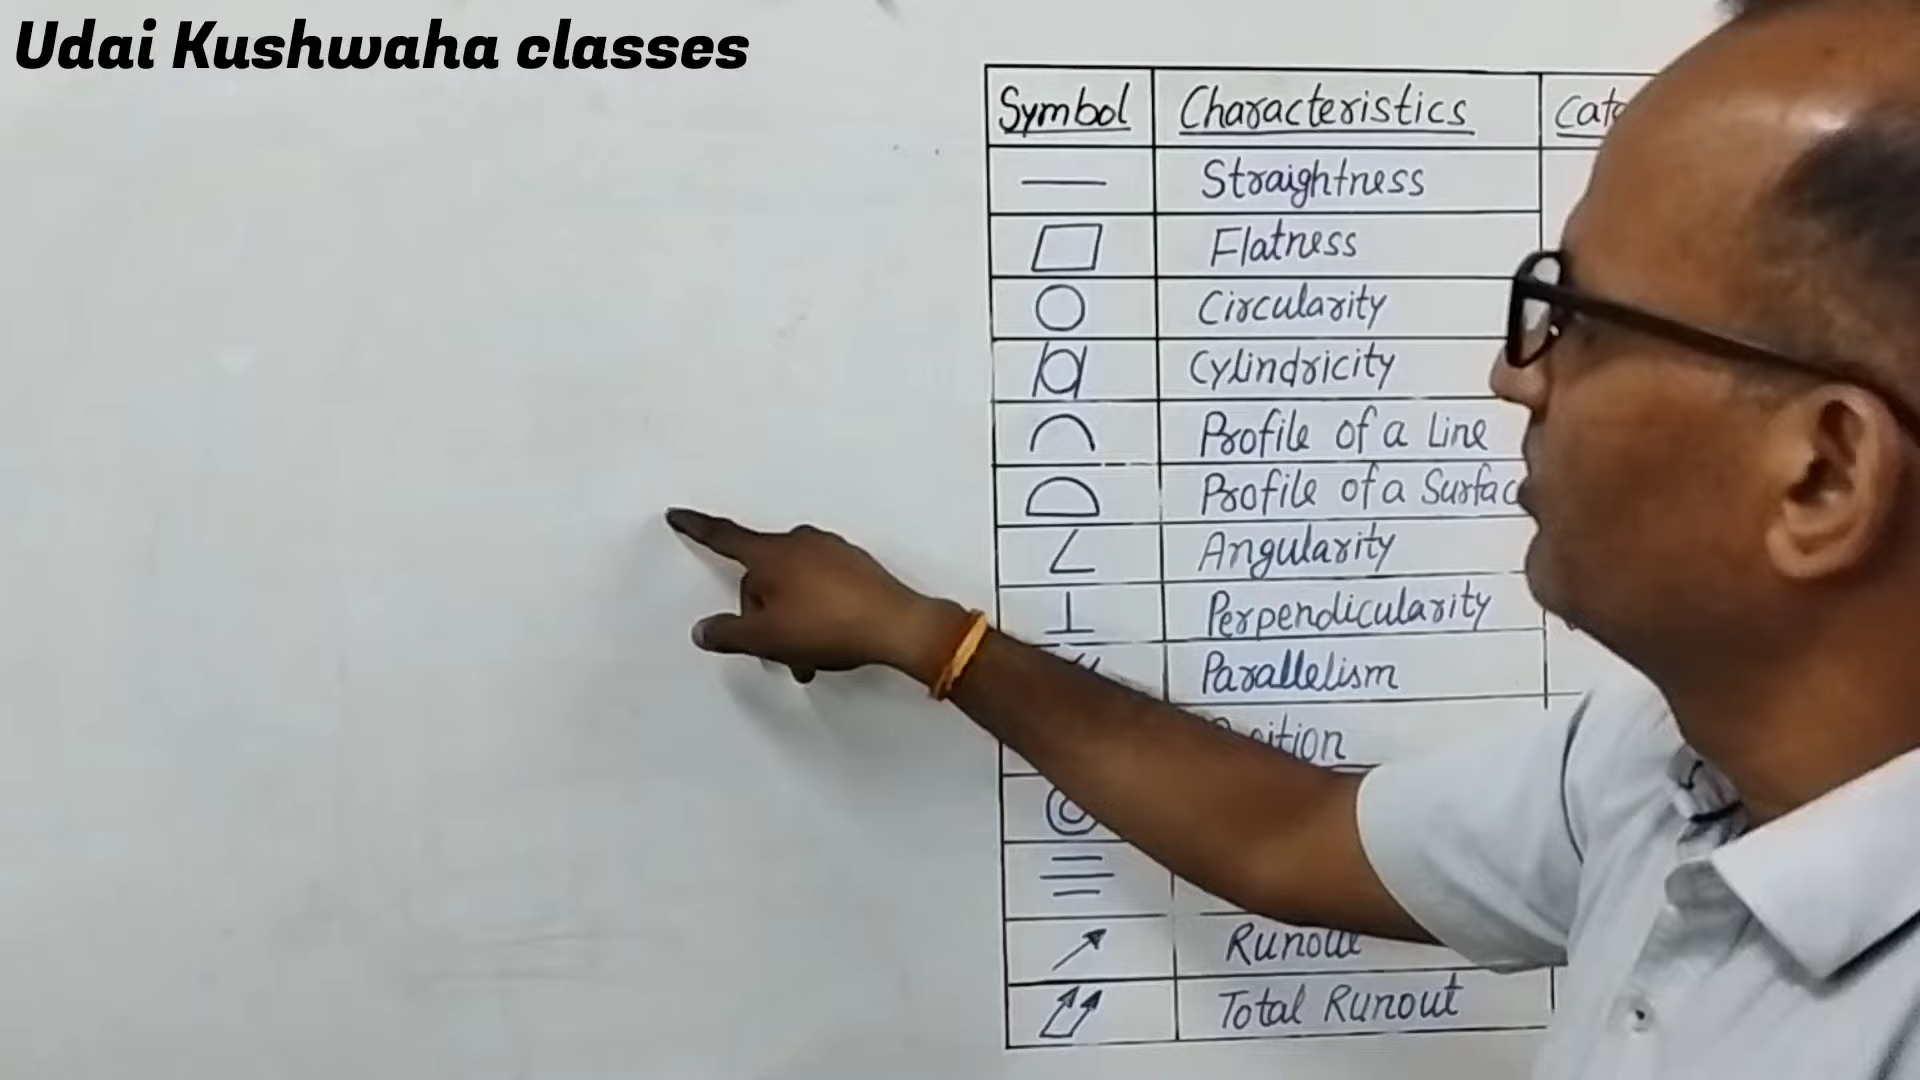 Udai Kushwaha classes
Symbol Characteristics
Straightness
Flatness
Circularity
Cylindricity
Profile of a Line
Profile of a
Angularity
Perpendicularity
Parallelism
Runout
Total Runout